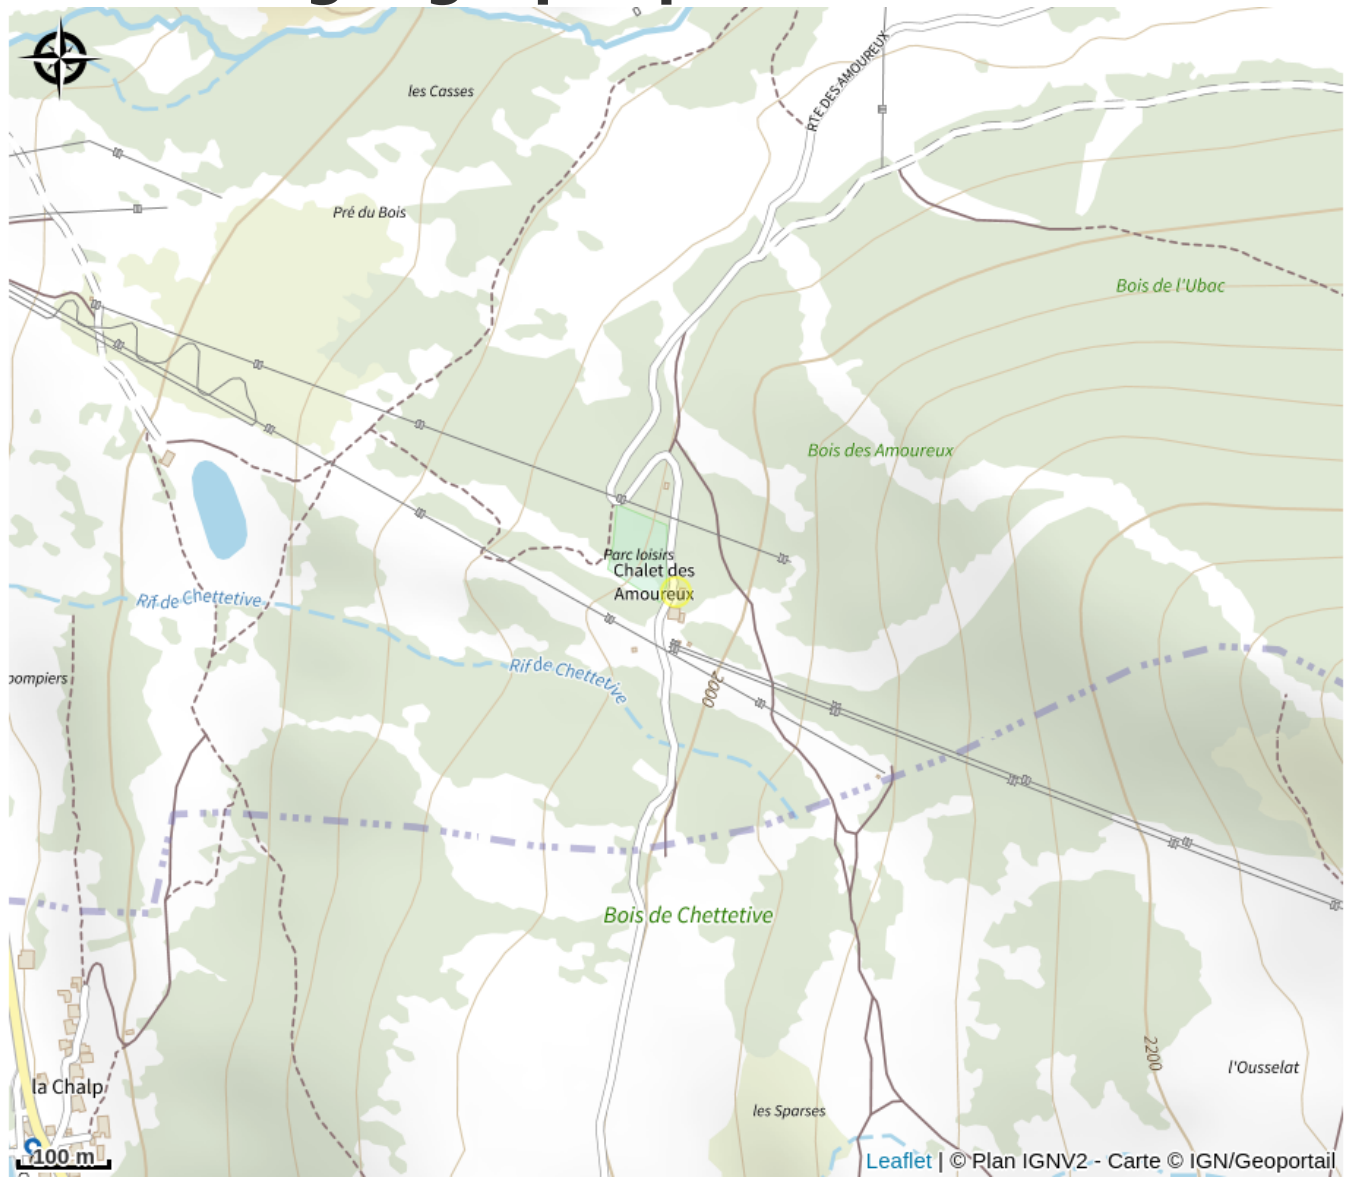 les Casses
RTE DES AMOUREUX
Pré du Bois
Bois de l'Uboc
Bois des Amoureux
Parc loisirs
Chalet des
Amoureux
Rif de Chettetive
Rif de Chettetive
pompiers
2000
Bois de Chettetive
2200
l'Ousselat
la Chalp
les Sparses
100 m
Leaflet | © Plan IGNV2 - Carte © IGN/Geoportail